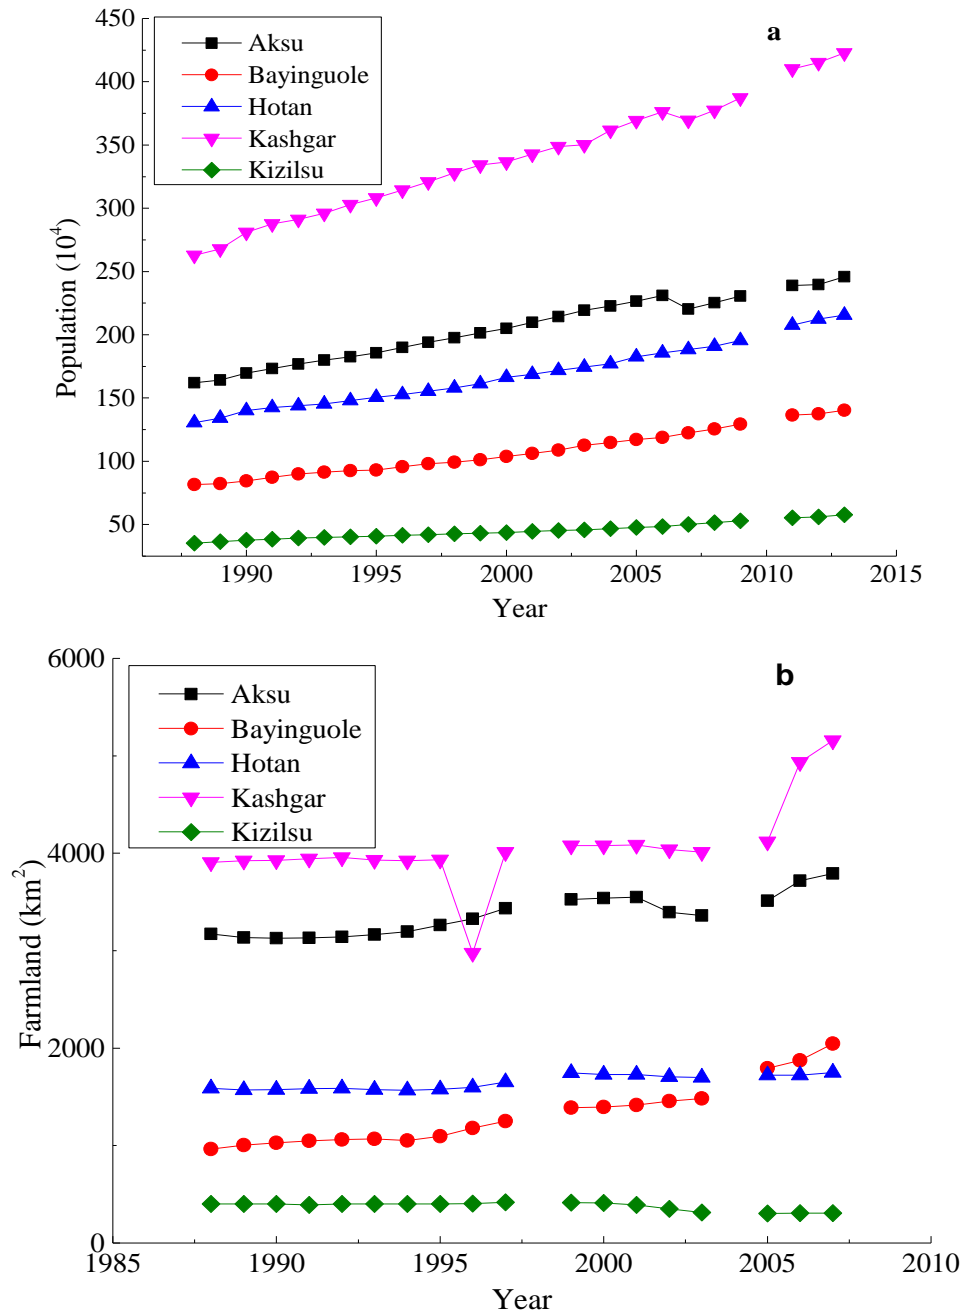 a
Aksu
Bayinguole
Hotan
Kashgar
Kizilsu
450
400
350
300
250
200
150
100
50
Population (10⁴)
1990 1995 2000 2005 2010 2015
Year
b
Aksu
Bayinguole
Hotan
Kashgar
Kizilsu
6000
4000
2000
0
Farmland (km²)
1985 1990 1995 2000 2005 2010
Year